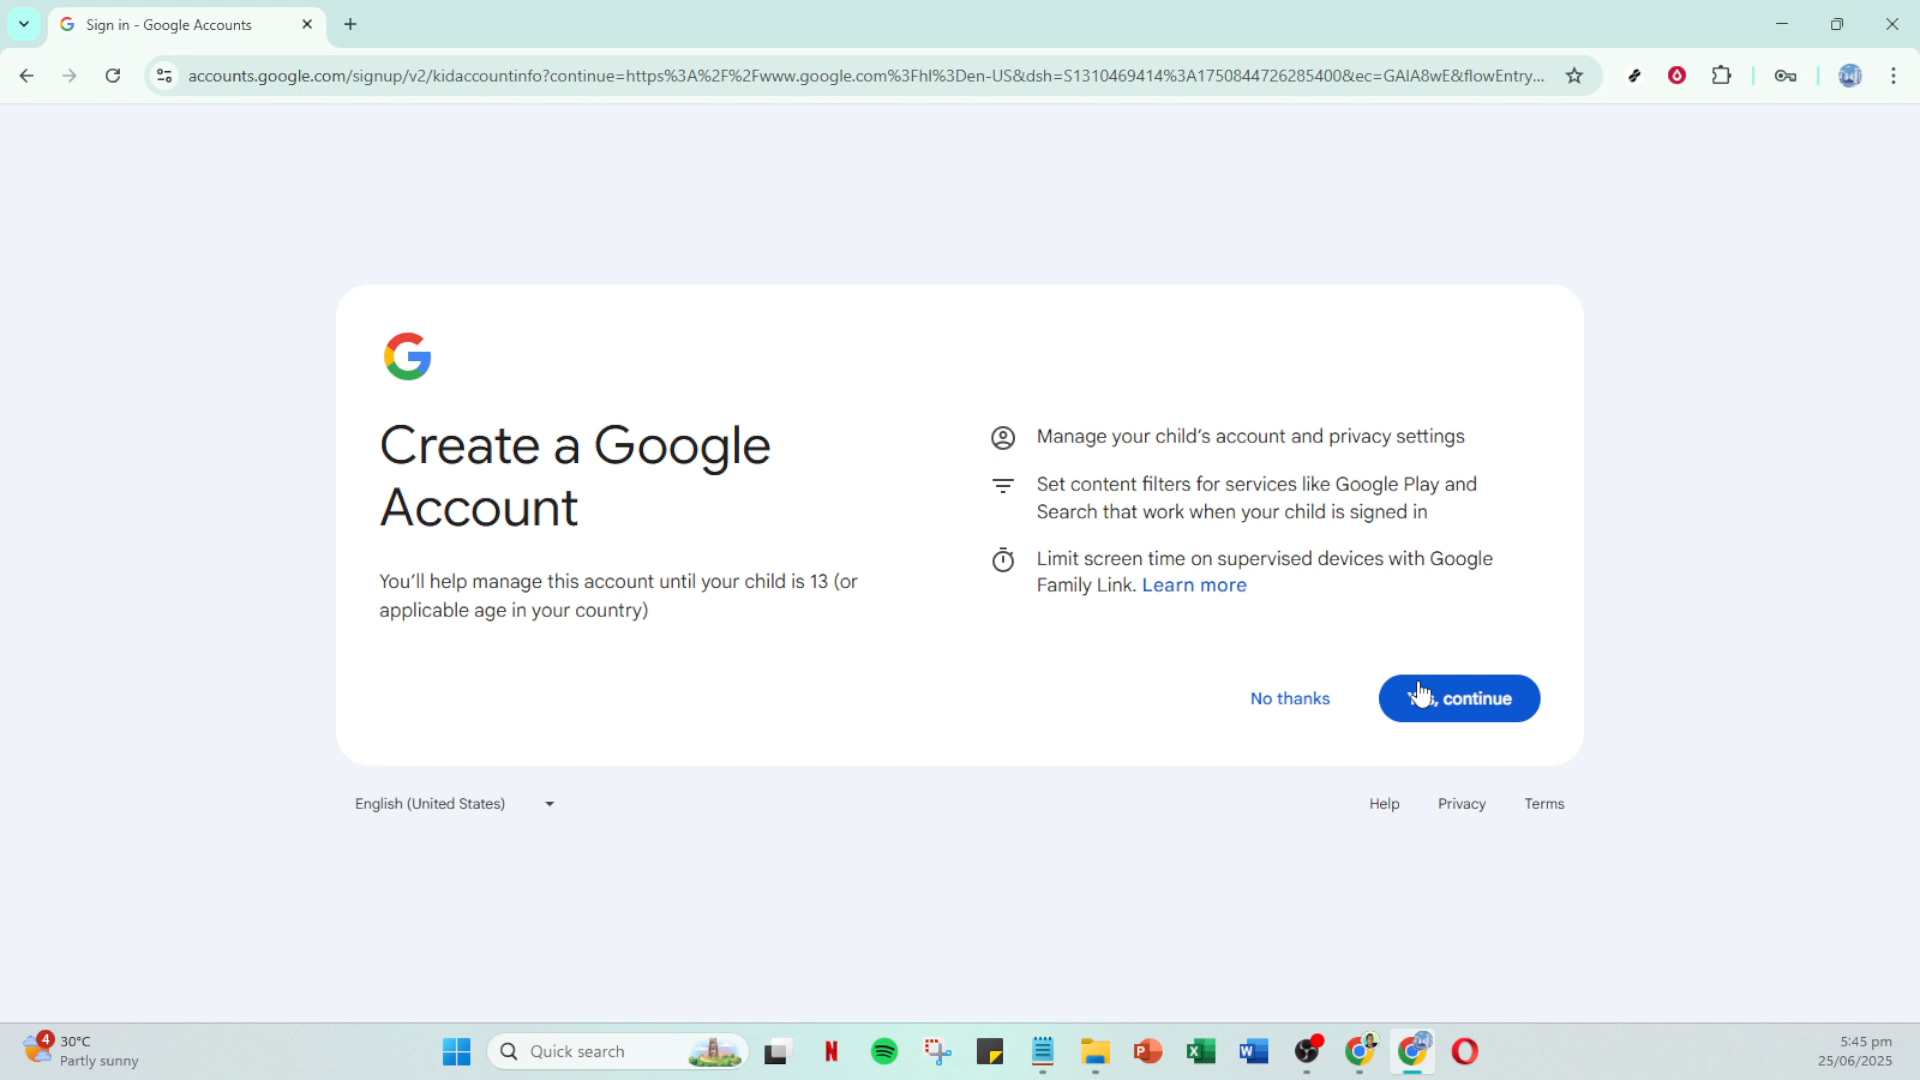 Sign in - Google Accounts
accounts.google.com/signup/v2/kidaccountinfo?continue=https%3A%2F%2Fwww.google.com%3Fhl%3Den-US&dsh=S1310469414%3A1750844726285400&ec=GAlA8wE&flowEntry...
Create a Google
Account
You'll help manage this account until your child is 13 (or
applicable age in your country)
Manage your child's account and privacy settings
Set content filters for services like Google Play and
Search that work when your child is signed in
Limit screen time on supervised devices with Google
Family Link. Learn more
No thanks
continue
English (United States)
Help
Privacy
Terms
4
30°C
Partly sunny
Quick search
5:45 pm
25/06/2025